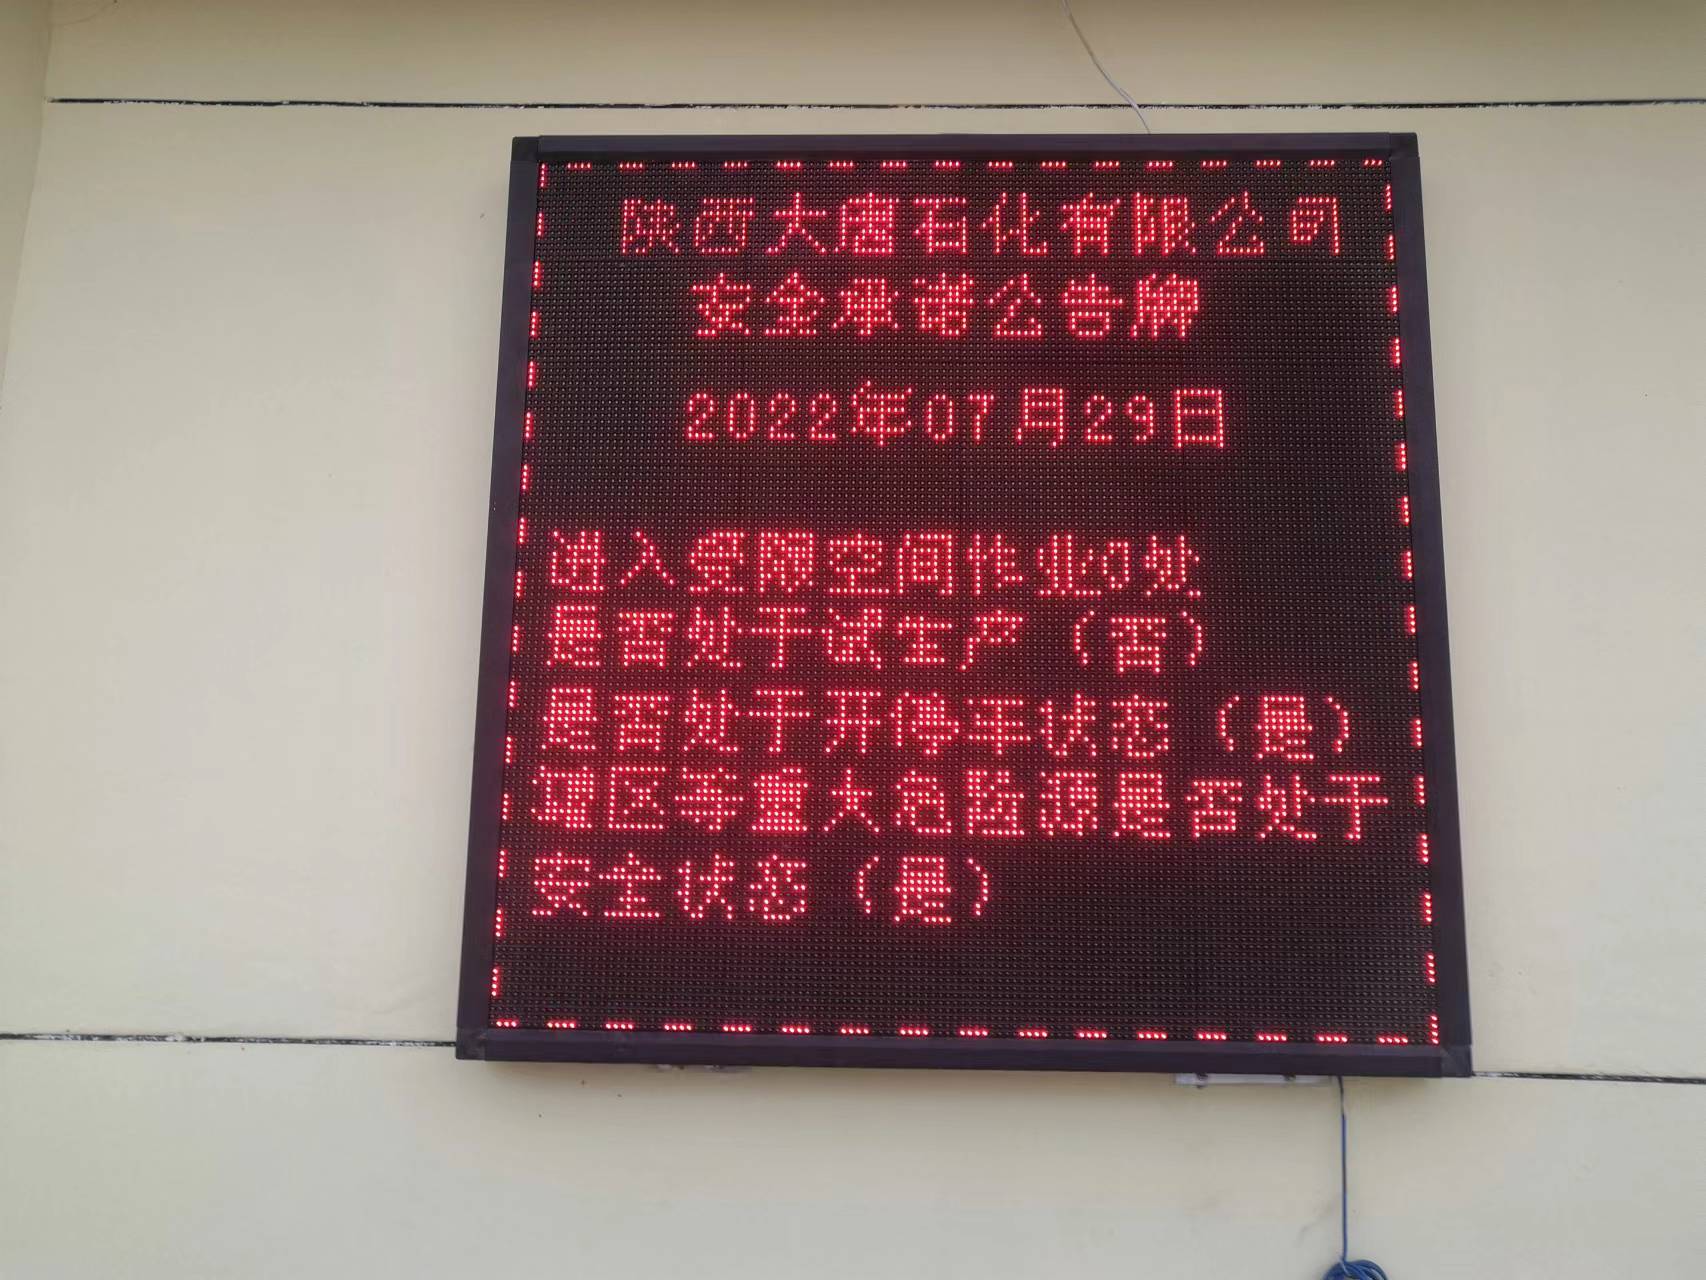 陕西大唐石化有限公司
安全承诺公告牌
2022年07月29日
进入受限空间作业0处
是否处于试生产（否）
是否处于开停车状态（是）
罐区等重大危险源是否处于
安全状态（是）